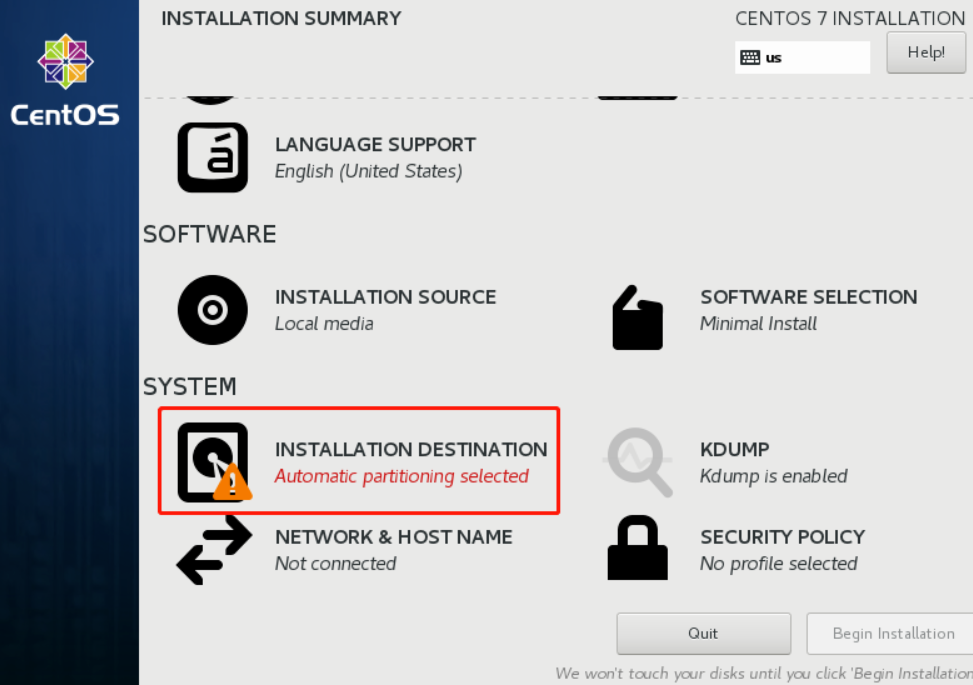 INSTALLATION SUMMARY
CENTOS 7 INSTALLATION
us
Help!
CentOS
á
LANGUAGE SUPPORT
English (United States)
SOFTWARE
INSTALLATION SOURCE
Local media
SOFTWARE SELECTION
Minimal Install
SYSTEM
INSTALLATION DESTINATION
Automatic partitioning selected
KDUMP
Kdump is enabled
NETWORK & HOST NAME
Not connected
SECURITY POLICY
No profile selected
Quit
Begin Installation
We won't touch your disks until you click 'Begin Installation